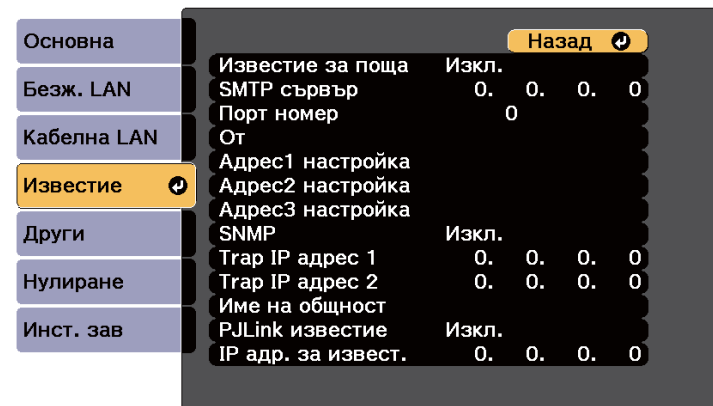 Основна
Безж. LAN
Кабелна LAN
Известие
Други
Нулиране
Инст. зав
Назад
Известие за поща Изкл.
SMTP сървър 0. 0. 0. 0
Порт номер 0
От
Адрес1 настройка
Адрес2 настройка
Адрес3 настройка
SNMP Изкл.
Trap IP адрес 1 0. 0. 0. 0
Trap IP адрес 2 0. 0. 0. 0
Име на общност
PJLink известие Изкл.
IP адр. за извест. 0. 0. 0. 0